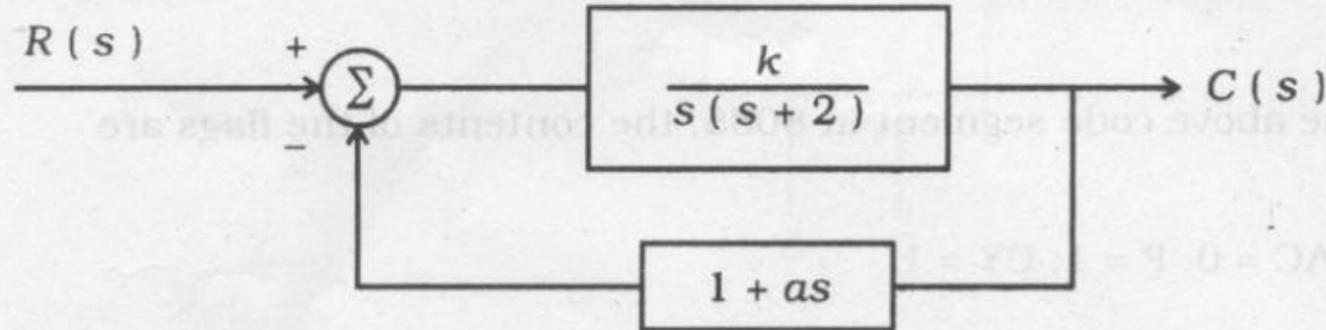 R ( s )
+
Σ
k
s ( s + 2 )
C ( s )
−
1 + as